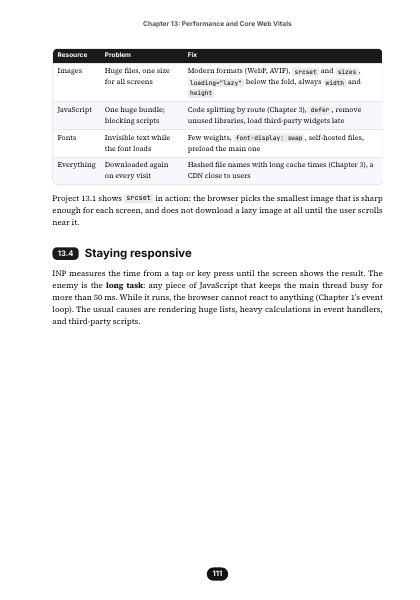 Chapter 13: Performance and Core Web Vitals
Resource Problem Fix
Images Huge files, one size Modern formats (WebP, AVIF), srcset and sizes,
for all screens loading="lazy" below the fold, always width and
height
JavaScript One huge bundle; Code splitting by route (Chapter 3), defer, remove
blocking scripts unused libraries, load third-party widgets late
Fonts Invisible text while Few weights, font-display: swap, self-hosted files,
the font loads preload the main one
Everything Downloaded again Hashed file names with long cache times (Chapter 3), a
on every visit CDN close to users
Project 13.1 shows srcset in action: the browser picks the smallest image that is sharp
enough for each screen, and does not download a lazy image at all until the user scrolls
near it.
13.4 Staying responsive
INP measures the time from a tap or key press until the screen shows the result. The
enemy is the long task: any piece of JavaScript that keeps the main thread busy for
more than 50 ms. While it runs, the browser cannot react to anything (Chapter 1's event
loop). The usual causes are rendering huge lists, heavy calculations in event handlers,
and third-party scripts.
111